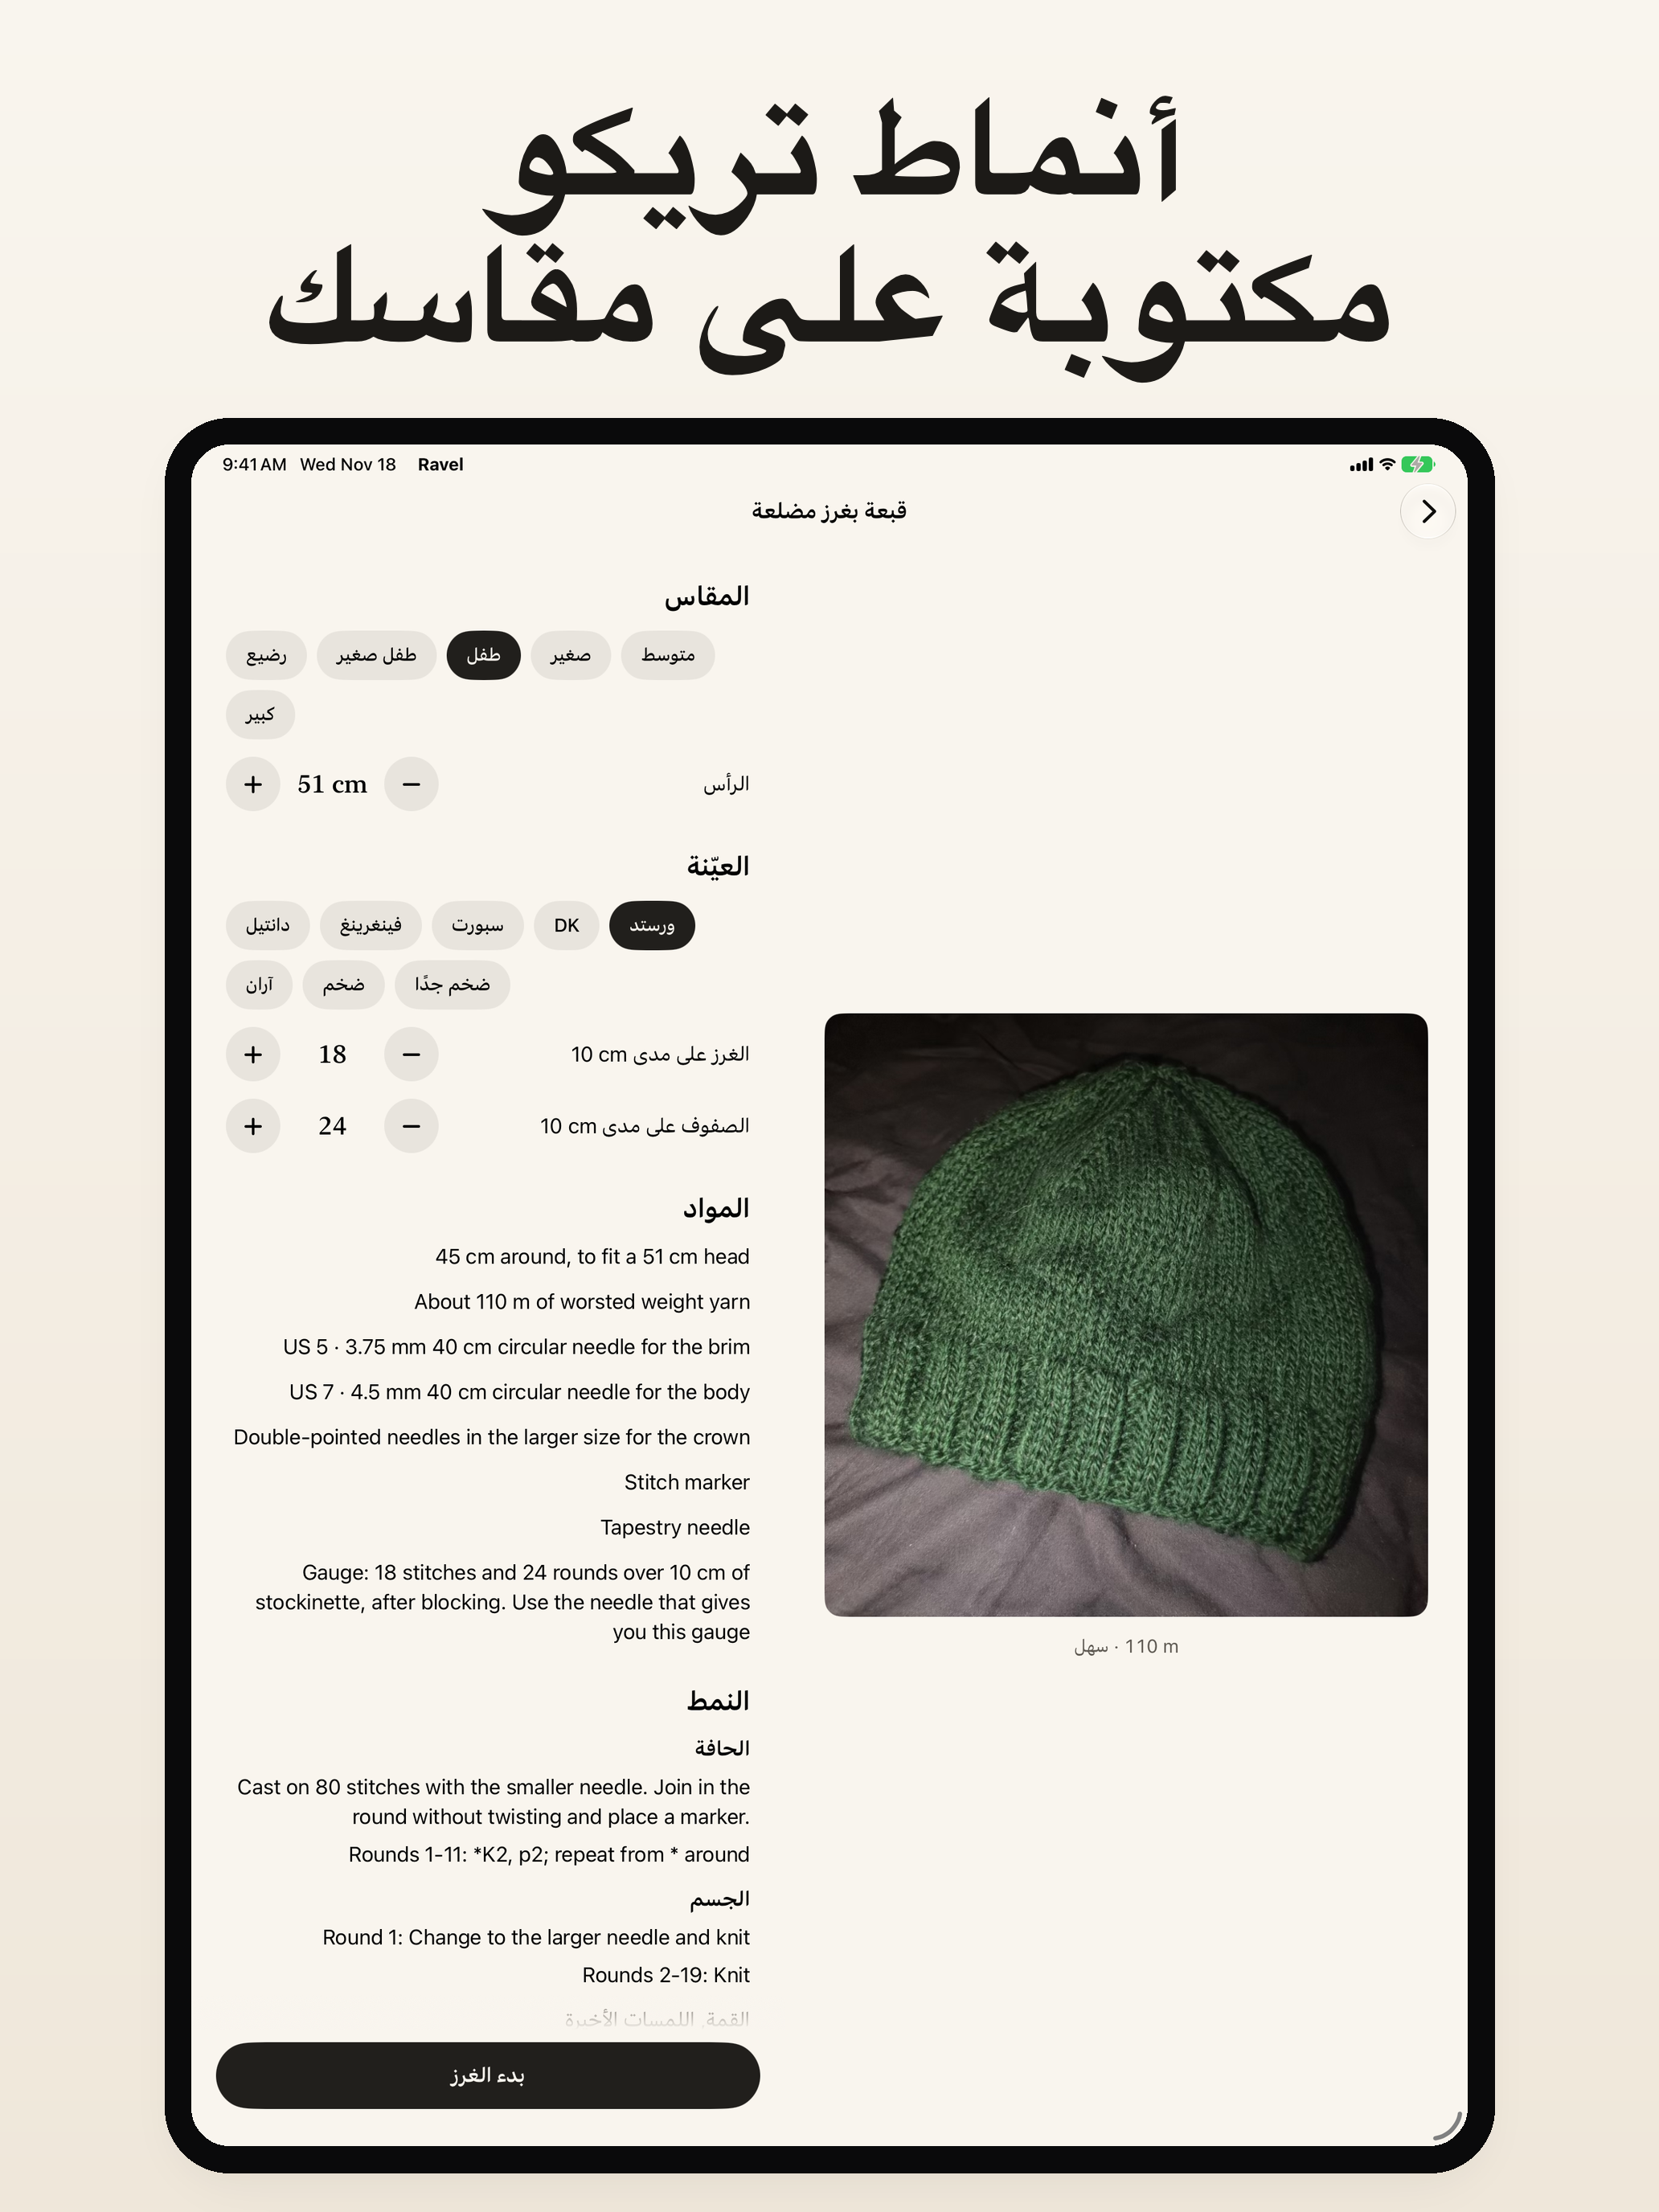 أنماط تريكو
مكتوبة على مقاسك
9:41 AM Wed Nov 18 Ravel
قبعة بغرز مضلعة
المقاس
رضيع
طفل صغير
طفل
صغير
متوسط
كبير
الرأس
− 51 cm +
العيّنة
دانتيل
فينغرينغ
سبورت
DK
ورستد
آران
ضخم
ضخم جدًا
الغرز على مدى 10 cm
− 18 +
الصفوف على مدى 10 cm
− 24 +
المواد
45 cm around, to fit a 51 cm head
About 110 m of worsted weight yarn
US 5 · 3.75 mm 40 cm circular needle for the brim
US 7 · 4.5 mm 40 cm circular needle for the body
Double-pointed needles in the larger size for the crown
Stitch marker
Tapestry needle
Gauge: 18 stitches and 24 rounds over 10 cm of
stockinette, after blocking. Use the needle that gives
you this gauge
النمط
الحافة
Cast on 80 stitches with the smaller needle. Join in the
round without twisting and place a marker.
Rounds 1-11: *K2, p2; repeat from * around
الجسم
Round 1: Change to the larger needle and knit
Rounds 2-19: Knit
القمة, اللمسات الأخيرة
بدء الغرز
سهل · 110 m